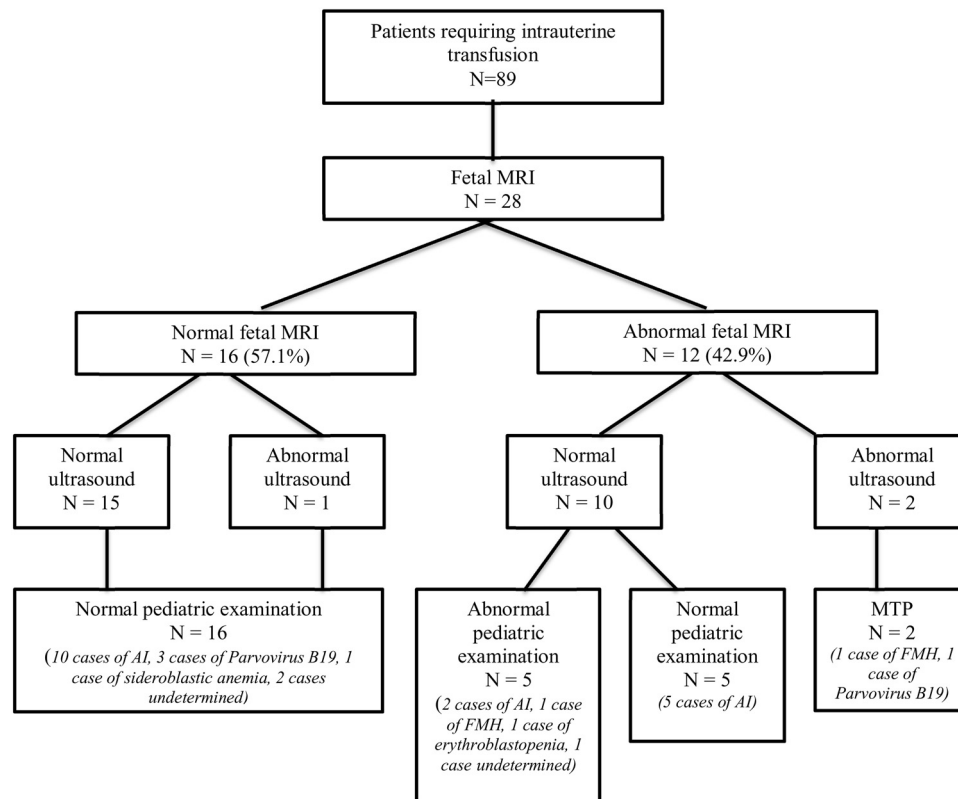 Patients requiring intrauterine
transfusion
N=89
Fetal MRI
N = 28
Normal fetal MRI
N = 16 (57.1%)
Abnormal fetal MRI
N = 12 (42.9%)
Normal
ultrasound
N = 15
Abnormal
ultrasound
N = 1
Normal
ultrasound
N = 10
Abnormal
ultrasound
N = 2
Normal pediatric examination
N = 16
(10 cases of AI, 3 cases of Parvovirus B19, 1
case of sideroblastic anemia, 2 cases
undetermined)
Abnormal
pediatric
examination
N = 5
(2 cases of AI, 1 case
of FMH, 1 case of
erythroblastopenia, 1
case undetermined)
Normal
pediatric
examination
N = 5
(5 cases of AI)
MTP
N = 2
(1 case of FMH, 1
case of
Parvovirus B19)